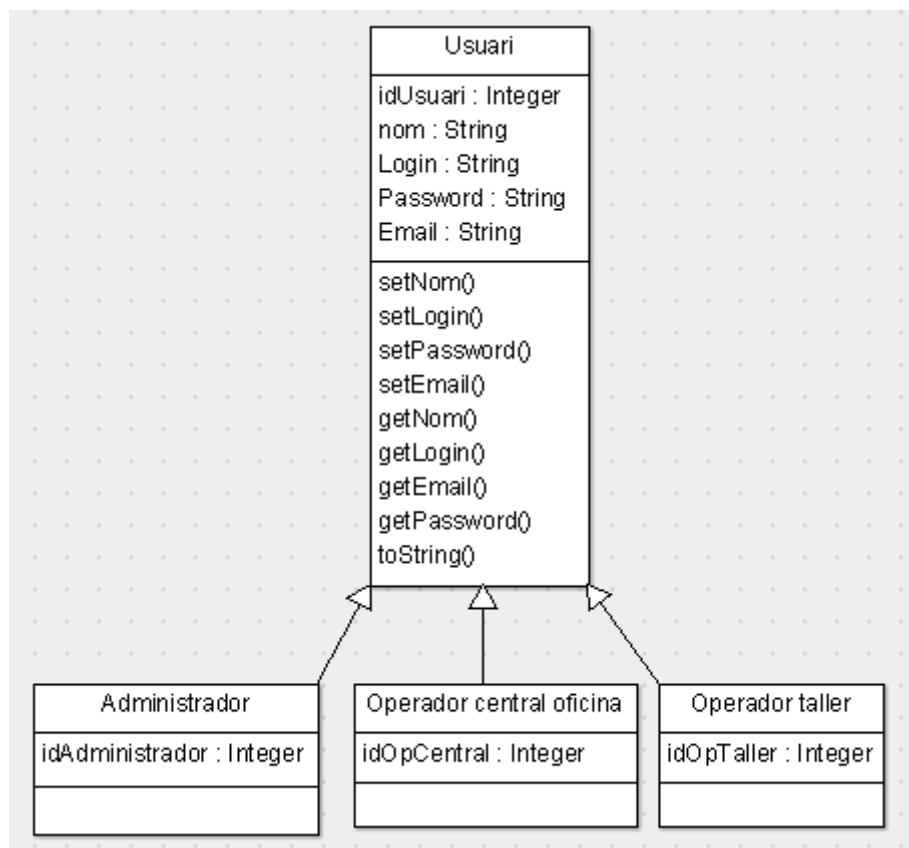 Usuari
idUsuari : Integer
nom : String
Login : String
Password : String
Email : String
setNom()
setLogin()
setPassword()
setEmail()
getNom()
getLogin()
getEmail()
getPassword()
toString()
Administrador
idAdministrador : Integer
Operador central oficina
idOpCentral : Integer
Operador taller
idOpTaller : Integer